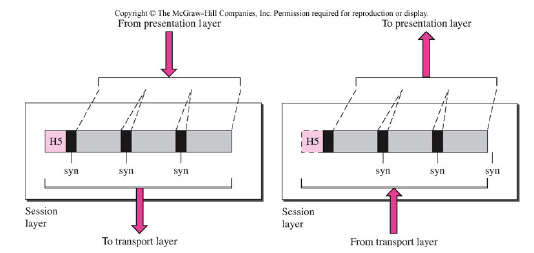 Copyright © The McGraw-Hill Companies, Inc. Permission required for reproduction or display.
From presentation layer
To presentation layer
H5
H5
syn
syn
syn
syn
syn
syn
Session
layer
Session
layer
To transport layer
From transport layer